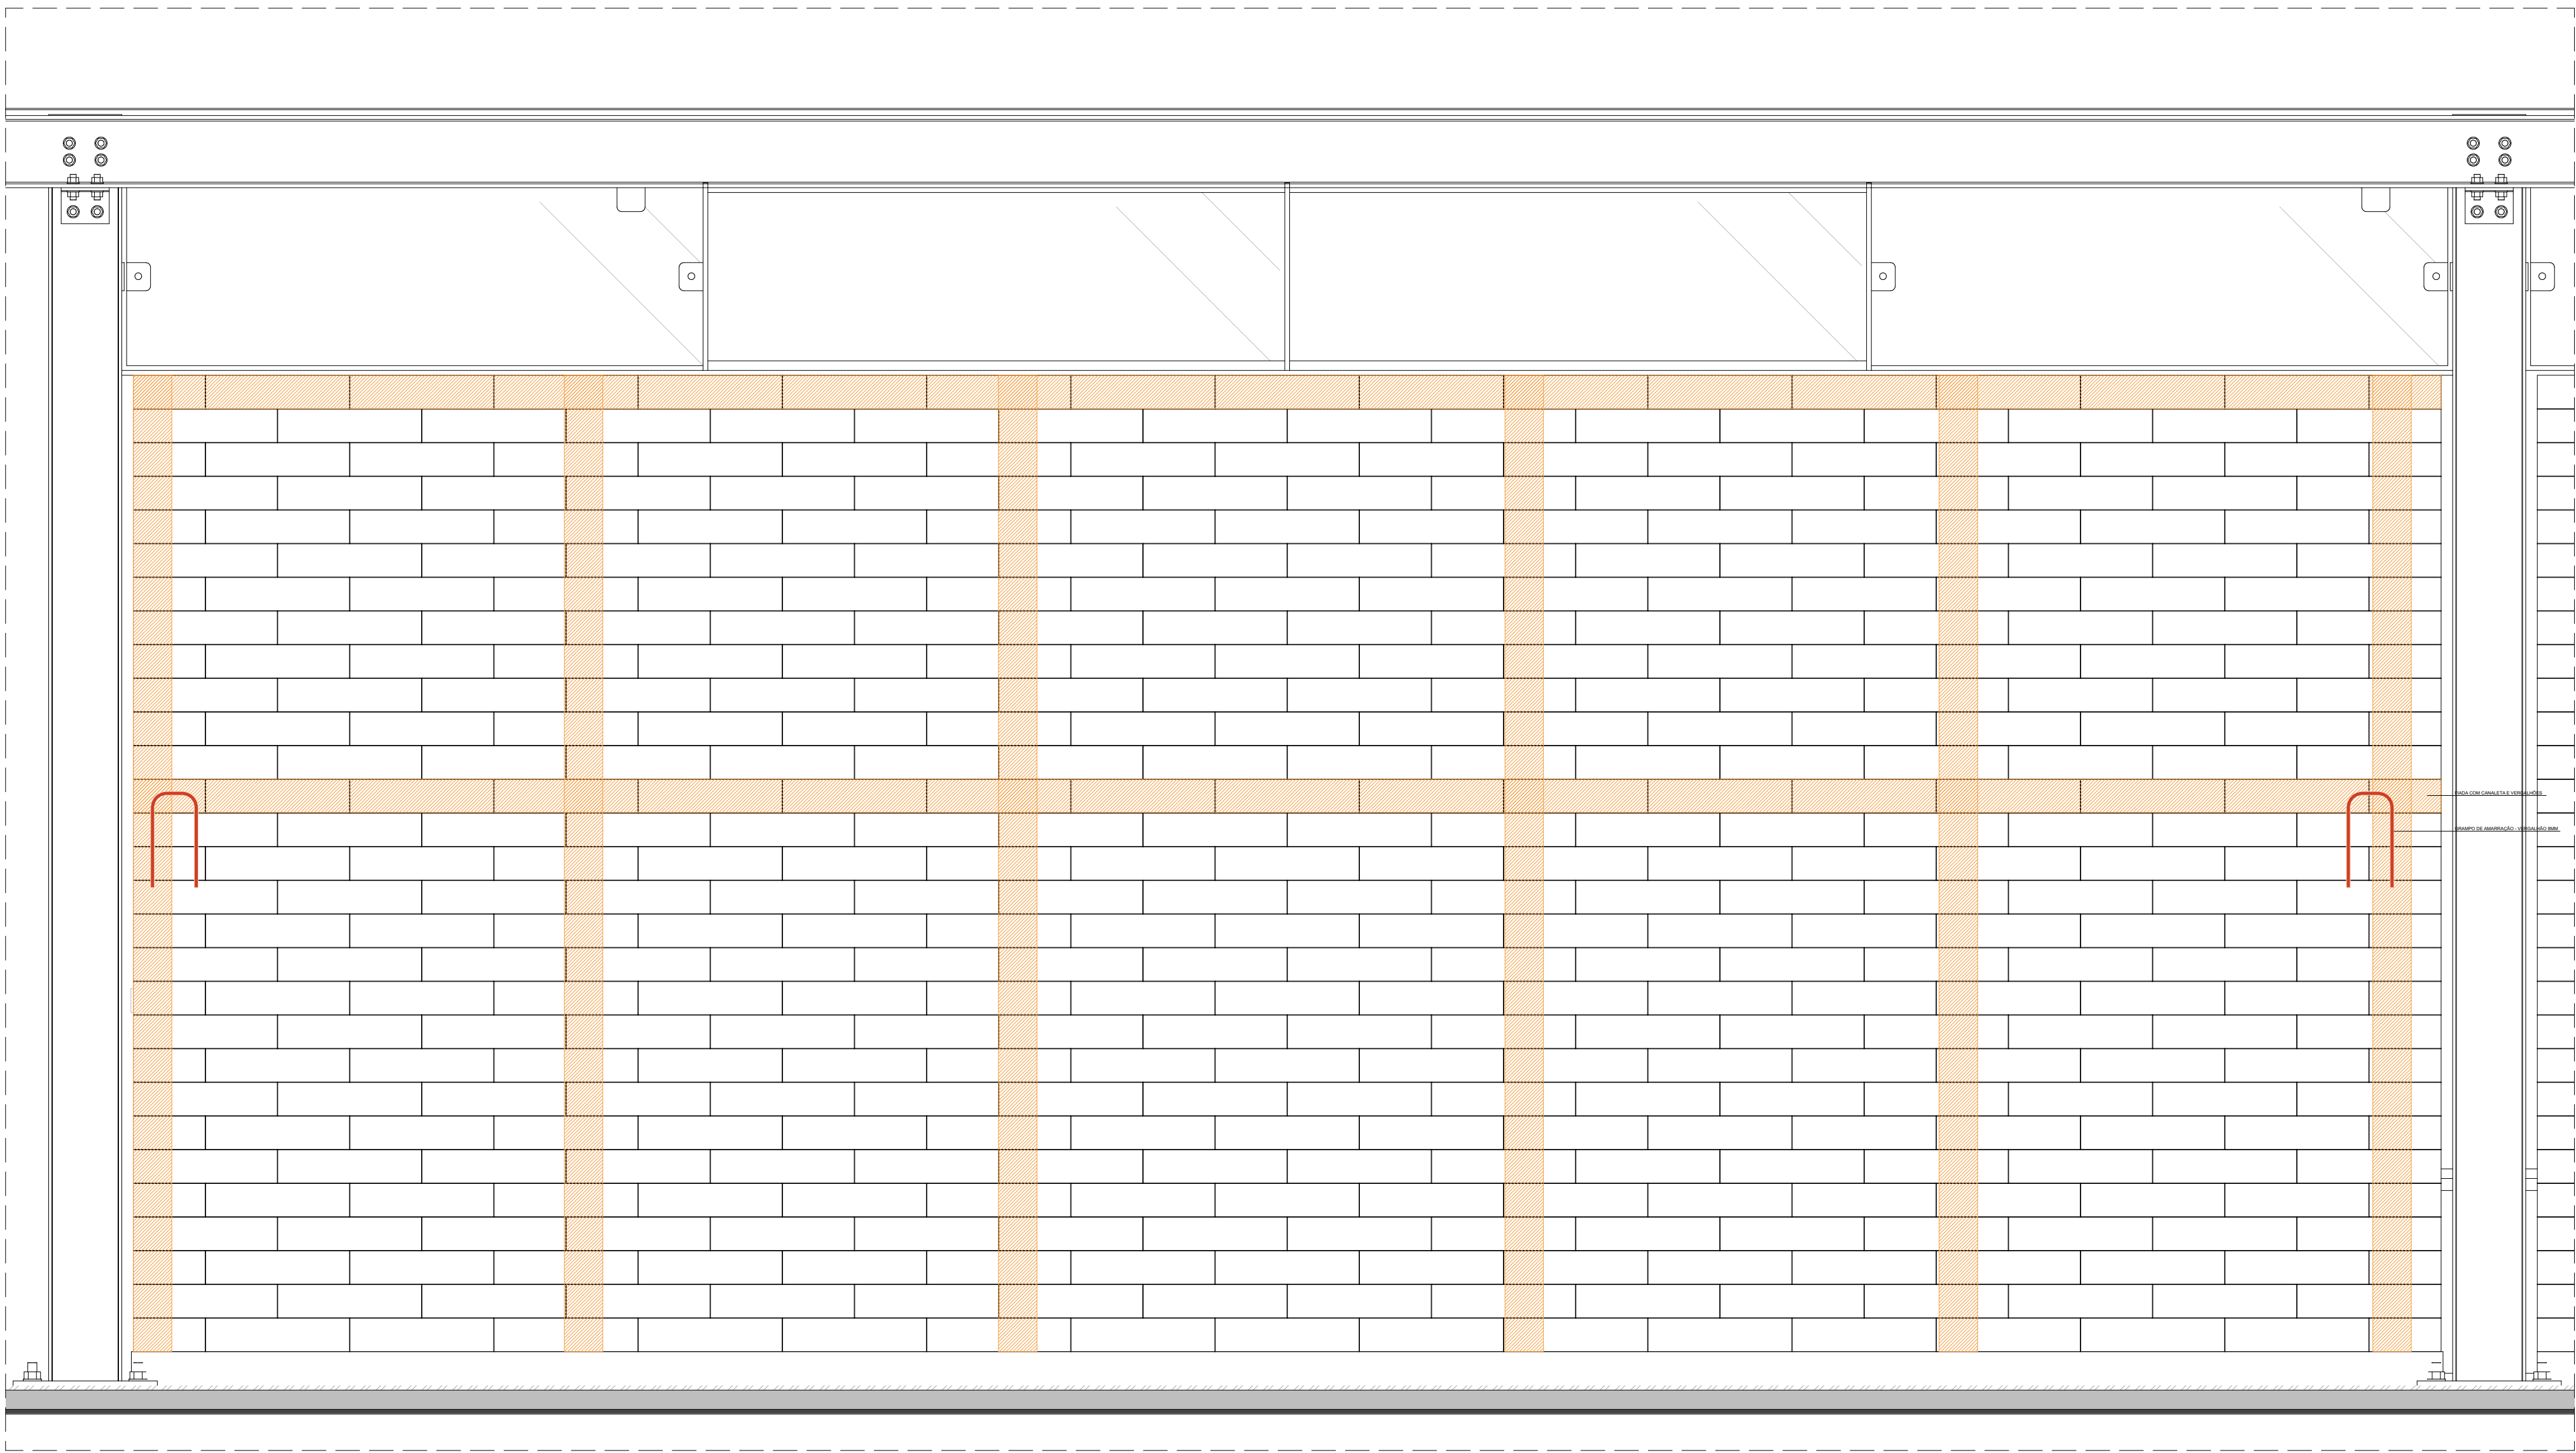 FIADA COM CANALETA E VERGALHÕES
GRAMPO DE AMARRAÇÃO - VERGALHÃO 8MM